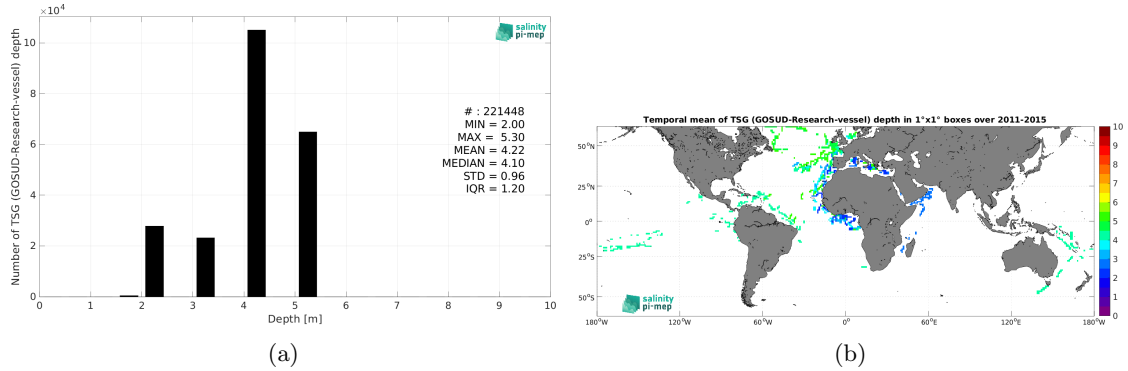 ×10⁴
Number of TSG (GOSUD-Research-vessel) depth
10
8
6
4
2
0
0 1 2 3 4 5 6 7 8 9 10
Depth [m]
salinity
pi-mep
# : 221448
MIN = 2.00
MAX = 5.30
MEAN = 4.22
MEDIAN = 4.10
STD = 0.96
IQR = 1.20
(a)
Temporal mean of TSG (GOSUD-Research-vessel) depth in 1°x1° boxes over 2011-2015
50°N
25°N
0°
25°S
50°S
180°W 120°W 60°W 0° 60°E 120°E 180°E
salinity
pi-mep
10
9
8
7
6
5
4
3
2
1
0
(b)